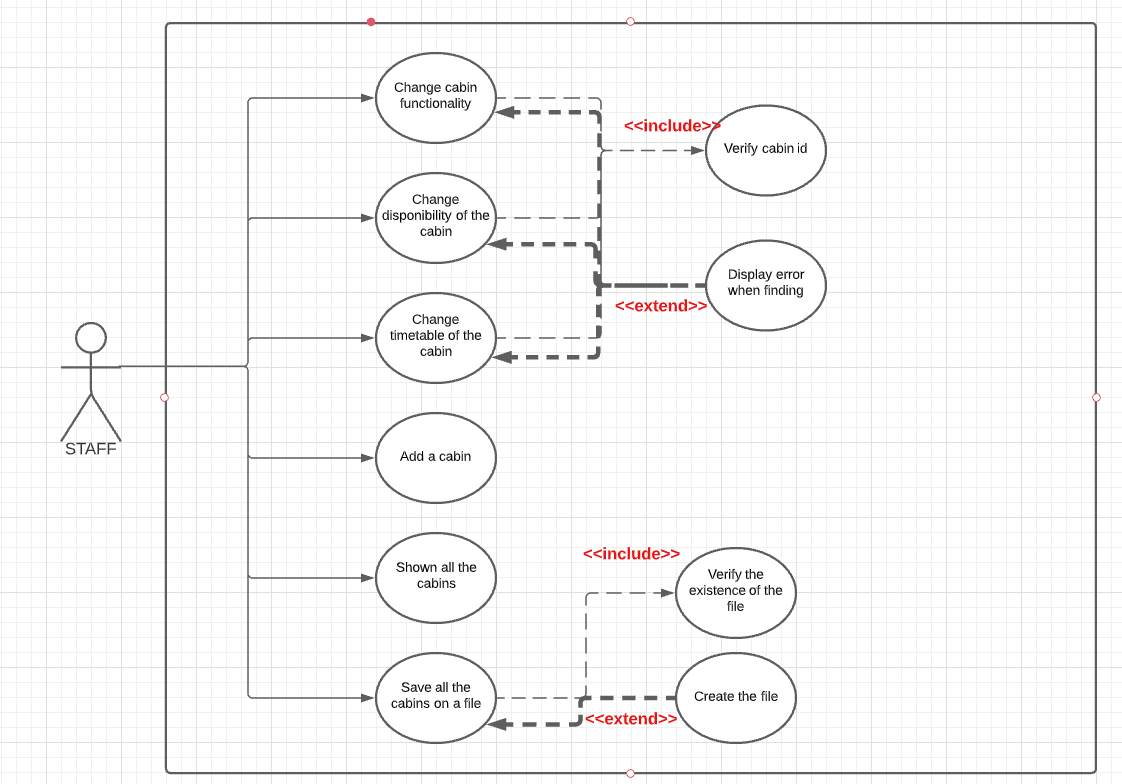 Change cabin
functionality
<<include>>
Verify cabin id
Change
disponibility of the
cabin
Display error
when finding
<<extend>>
Change
timetable of the
cabin
STAFF
Add a cabin
Shown all the
cabins
<<include>>
Verify the
existence of the
file
Save all the
cabins on a file
Create the file
<<extend>>